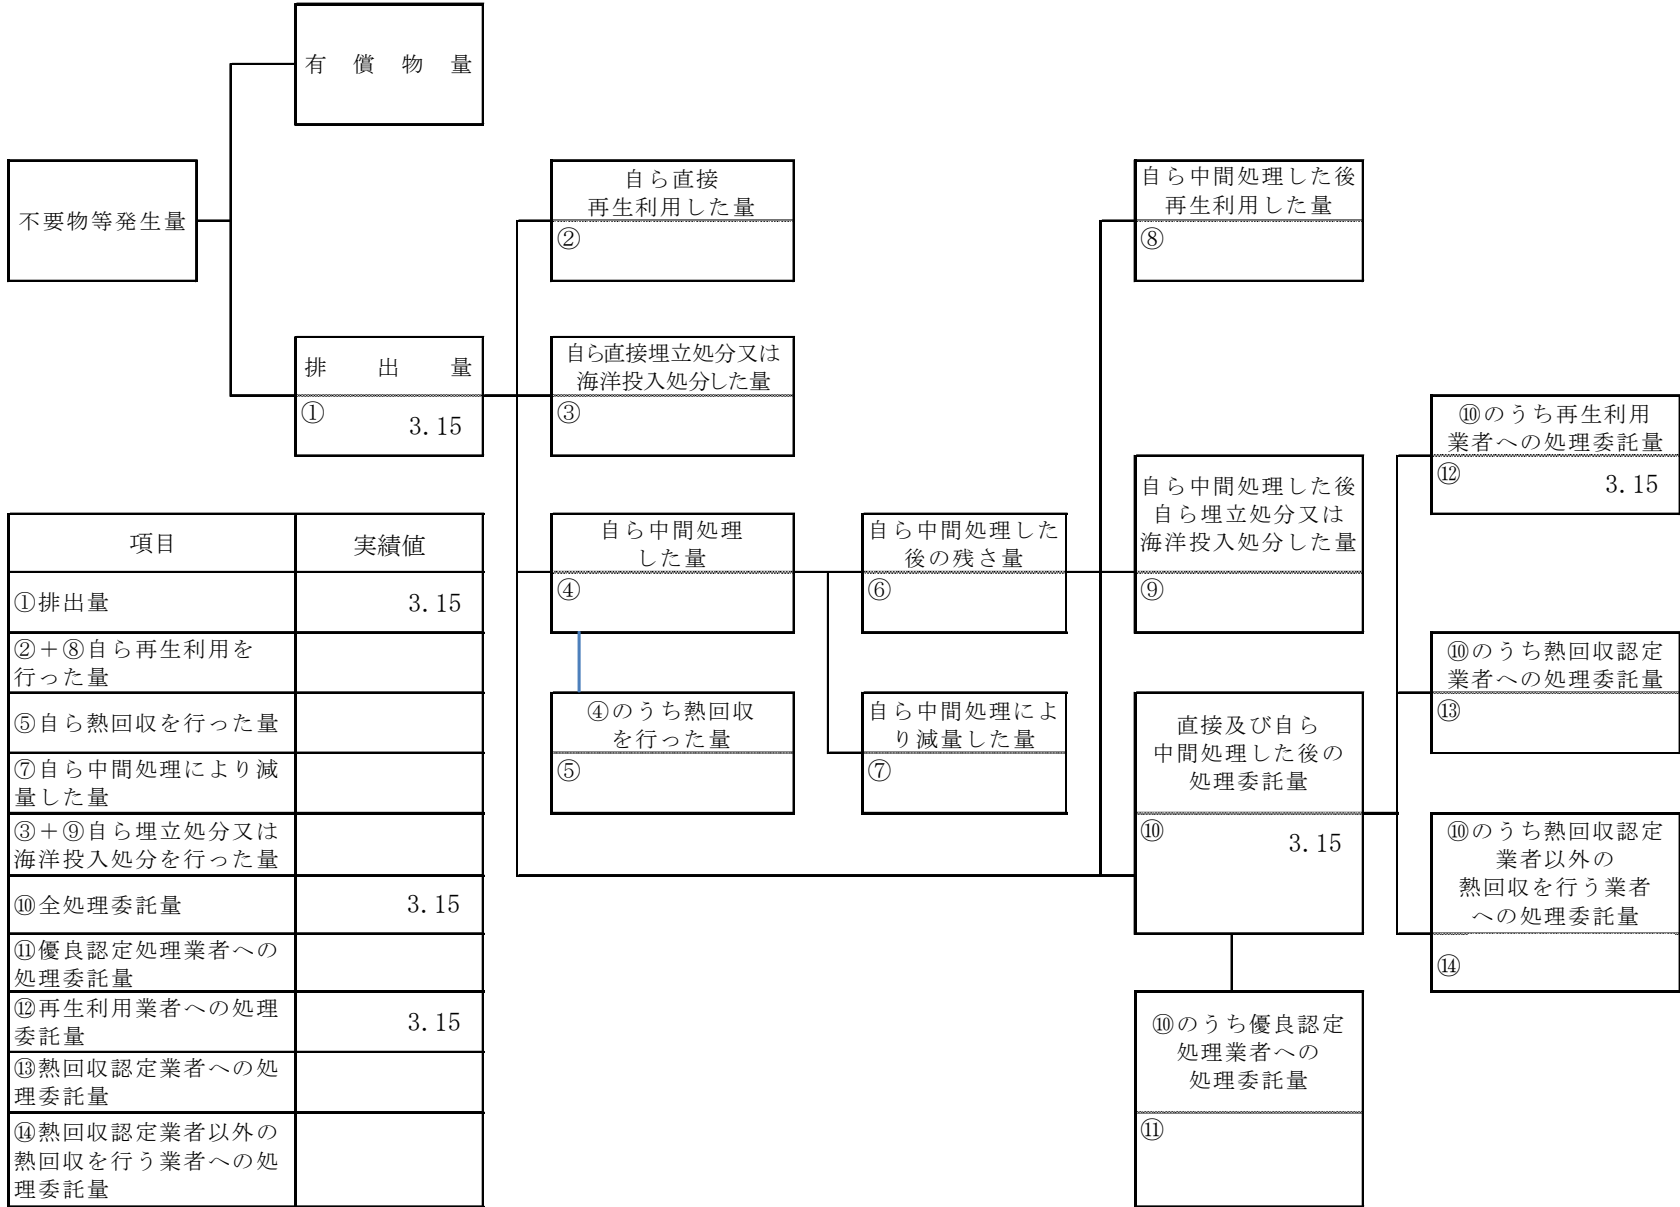 有償物量
不要物等発生量
排出量
①
3.15
自ら直接
再生利用した量
②
自ら直接埋立処分又は
海洋投入処分した量
③
自ら中間処理
した量
④
④のうち熱回収
を行った量
⑤
自ら中間処理した
後の残さ量
⑥
自ら中間処理によ
り減量した量
⑦
自ら中間処理した後
再生利用した量
⑧
自ら中間処理した後
自ら埋立処分又は
海洋投入処分した量
⑨
直接及び自ら
中間処理した後の
処理委託量
⑩
3.15
⑩のうち優良認定
処理業者への
処理委託量
⑪
⑩のうち再生利用
業者への処理委託量
⑫
3.15
⑩のうち熱回収認定
業者への処理委託量
⑬
⑩のうち熱回収認定
業者以外の
熱回収を行う業者
への処理委託量
⑭
項目 実績値
①排出量 3.15
②＋⑧自ら再生利用を
行った量
⑤自ら熱回収を行った量
⑦自ら中間処理により減
量した量
③＋⑨自ら埋立処分又は
海洋投入処分を行った量
⑩全処理委託量 3.15
⑪優良認定処理業者への
処理委託量
⑫再生利用業者への処理
委託量 3.15
⑬熱回収認定業者への処
理委託量
⑭熱回収認定業者以外の
熱回収を行う業者への処
理委託量